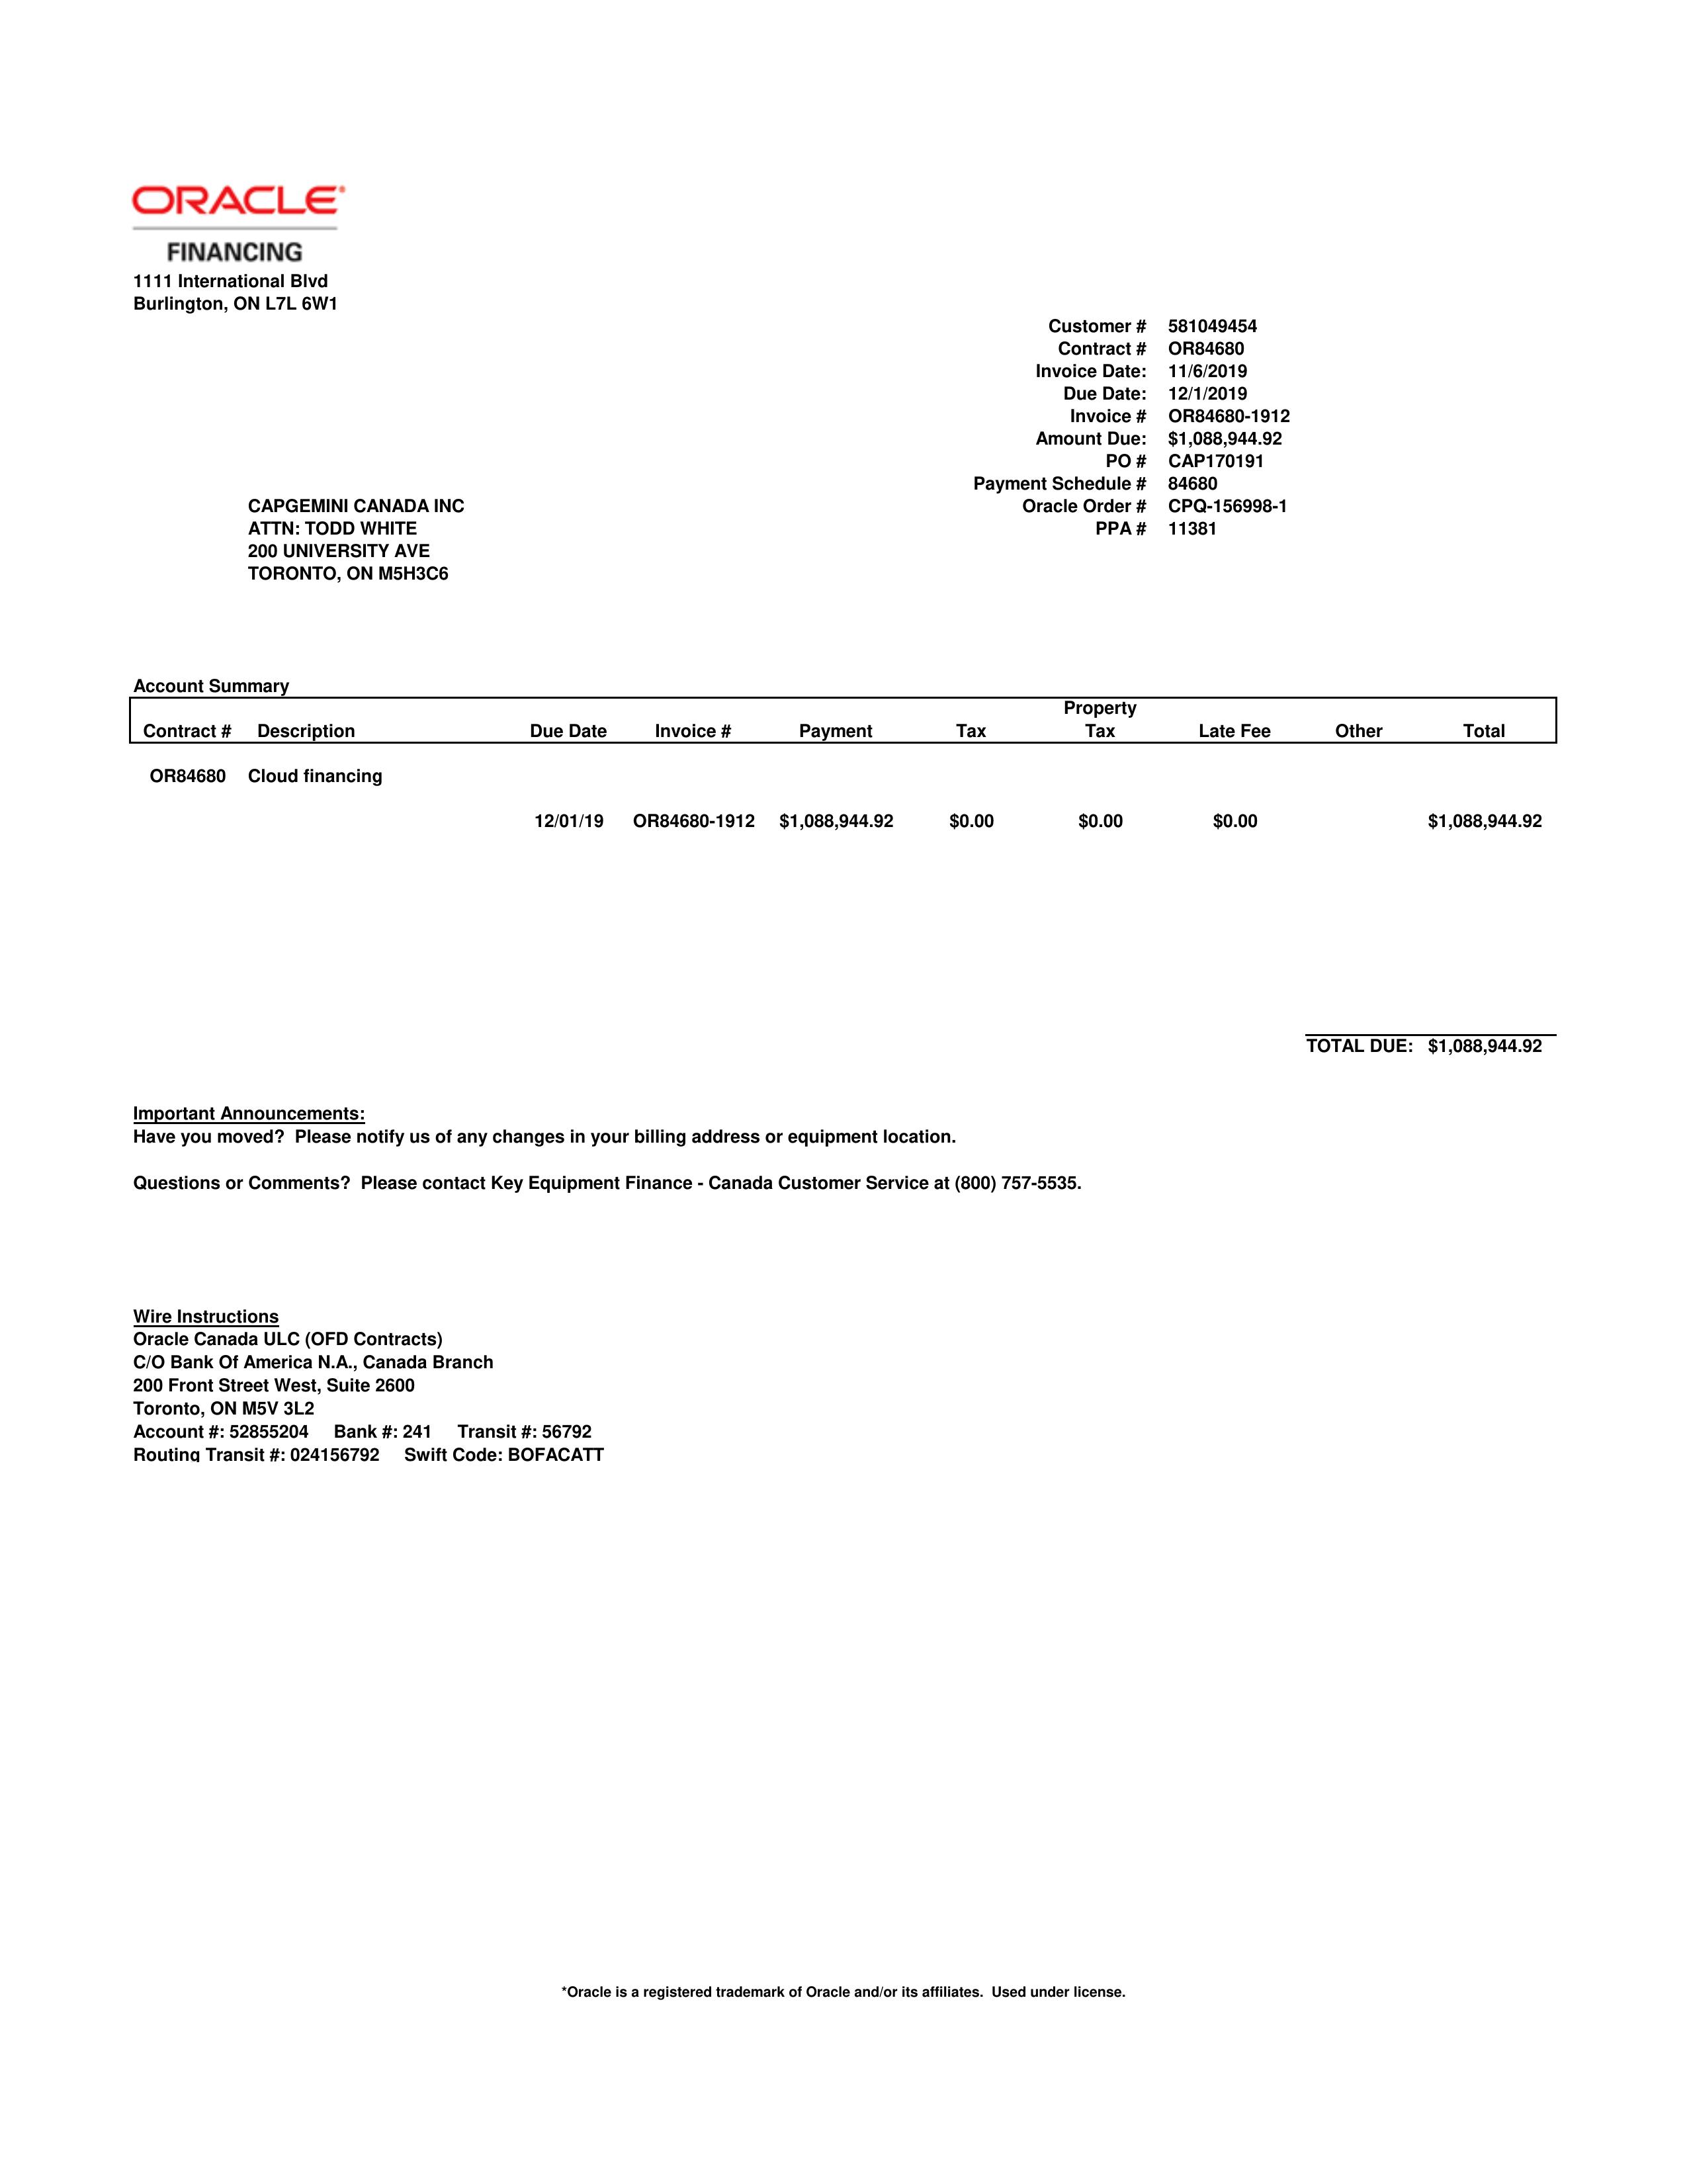 ORACLE
FINANCING
1111 International Blvd
Burlington, ON L7L 6W1
Customer # 581049454
Contract # OR84680
Invoice Date: 11/6/2019
Due Date: 12/1/2019
Invoice # OR84680-1912
Amount Due: $1,088,944.92
PO # CAP170191
Payment Schedule # 84680
Oracle Order # CPQ-156998-1
PPA # 11381
CAPGEMINI CANADA INC
ATTN: TODD WHITE
200 UNIVERSITY AVE
TORONTO, ON M5H3C6
Account Summary
Contract # Description Due Date Invoice # Payment Tax Property Tax Late Fee Other Total
OR84680 Cloud financing
12/01/19 OR84680-1912 $1,088,944.92 $0.00 $0.00 $0.00 $1,088,944.92
TOTAL DUE: $1,088,944.92
Important Announcements:
Have you moved? Please notify us of any changes in your billing address or equipment location.
Questions or Comments? Please contact Key Equipment Finance - Canada Customer Service at (800) 757-5535.
Wire Instructions
Oracle Canada ULC (OFD Contracts)
C/O Bank Of America N.A., Canada Branch
200 Front Street West, Suite 2600
Toronto, ON M5V 3L2
Account #: 52855204 Bank #: 241 Transit #: 56792
Routing Transit #: 024156792 Swift Code: BOFACATT
*Oracle is a registered trademark of Oracle and/or its affiliates. Used under license.